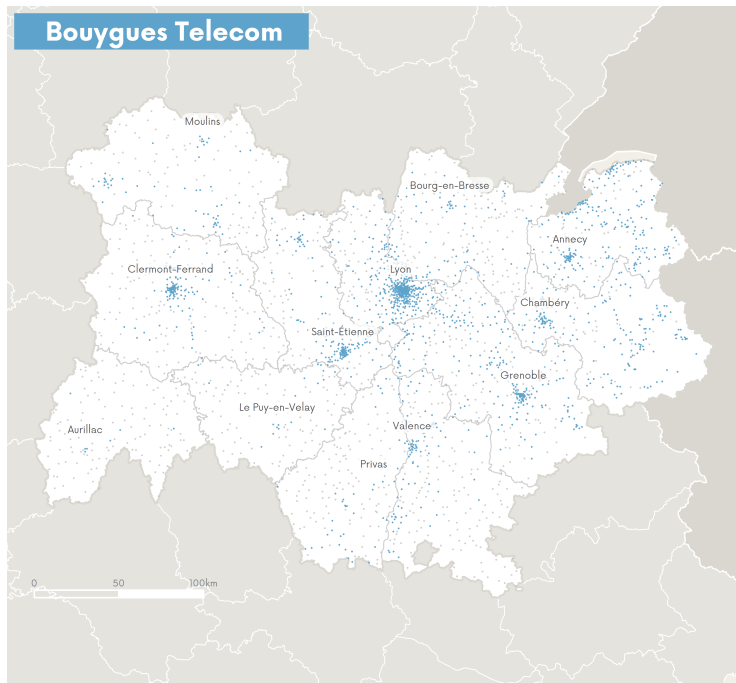 Bouygues Telecom
Moulins
Bourg-en-Bresse
Annecy
Clermont-Ferrand
Lyon
Chambéry
Saint-Étienne
Grenoble
Le Puy-en-Velay
Aurillac
Valence
Privas
0 50 100km